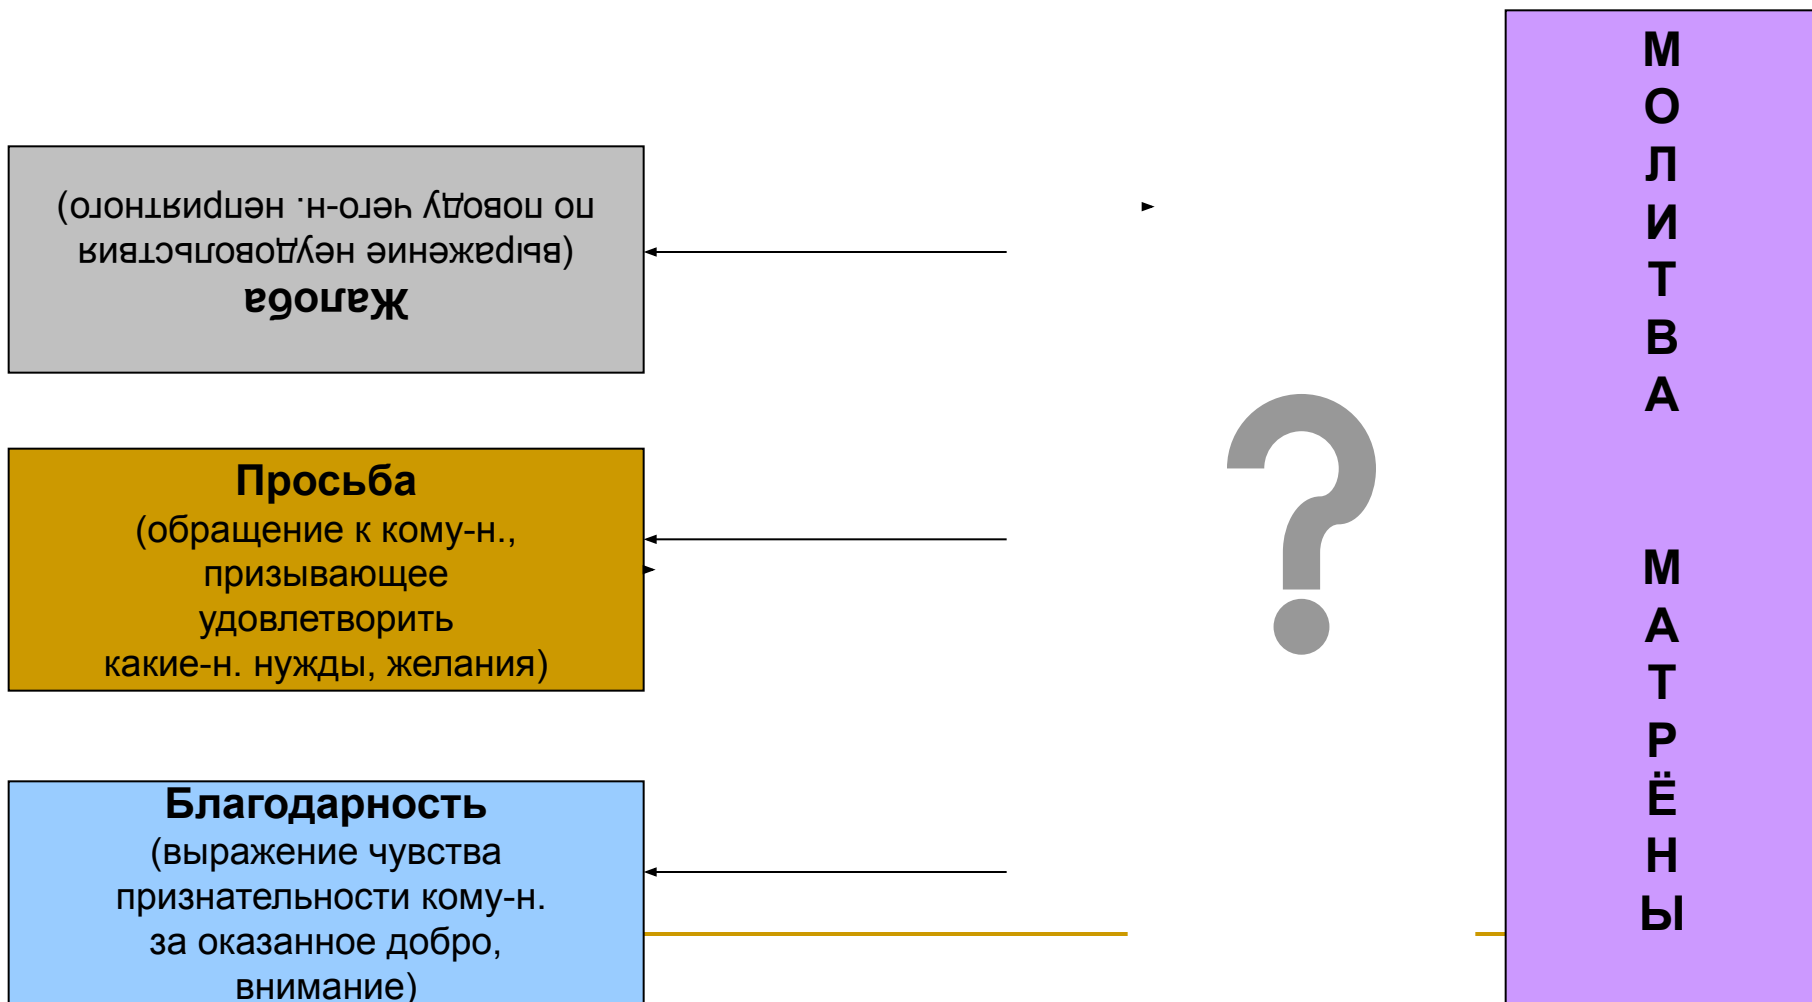 Жалоба
(выражение неудовольствия
по поводу чего-н. неприятного)
Просьба
(обращение к кому-н.,
призывающее
удовлетворить
какие-н. нужды, желания)
Благодарность
(выражение чувства
признательности кому-н.
за оказанное добро,
внимание)
?
М
О
Л
И
Т
В
А
М
А
Т
Р
Ё
Н
Ы